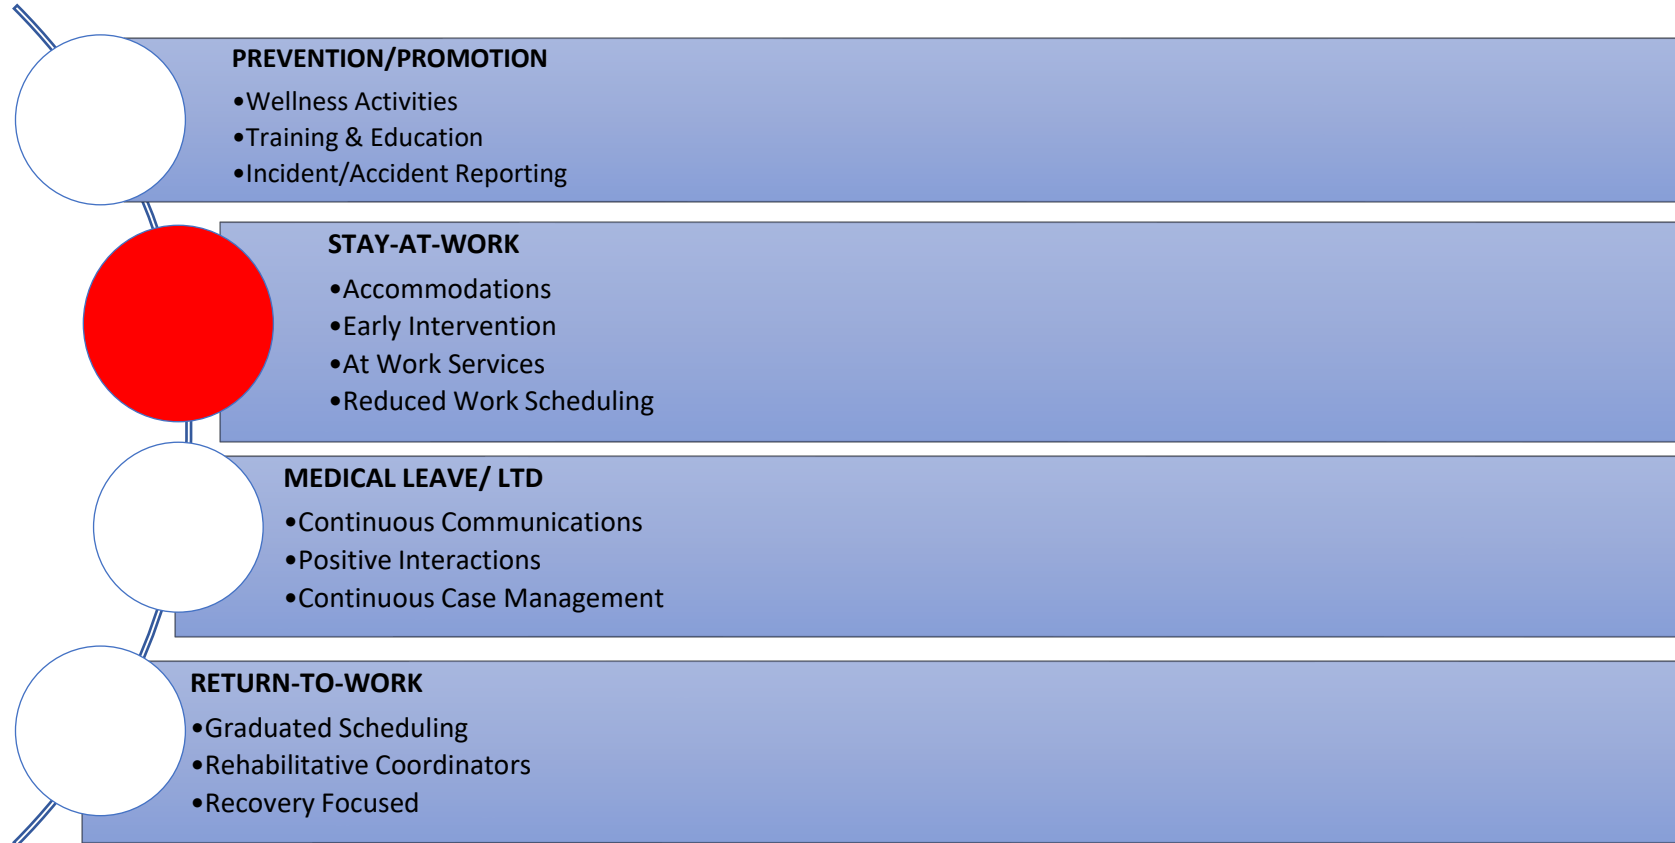 PREVENTION/PROMOTION
•Wellness Activities
•Training & Education
•Incident/Accident Reporting
STAY-AT-WORK
•Accommodations
•Early Intervention
•At Work Services
•Reduced Work Scheduling
MEDICAL LEAVE/ LTD
•Continuous Communications
•Positive Interactions
•Continuous Case Management
RETURN-TO-WORK
•Graduated Scheduling
•Rehabilitative Coordinators
•Recovery Focused